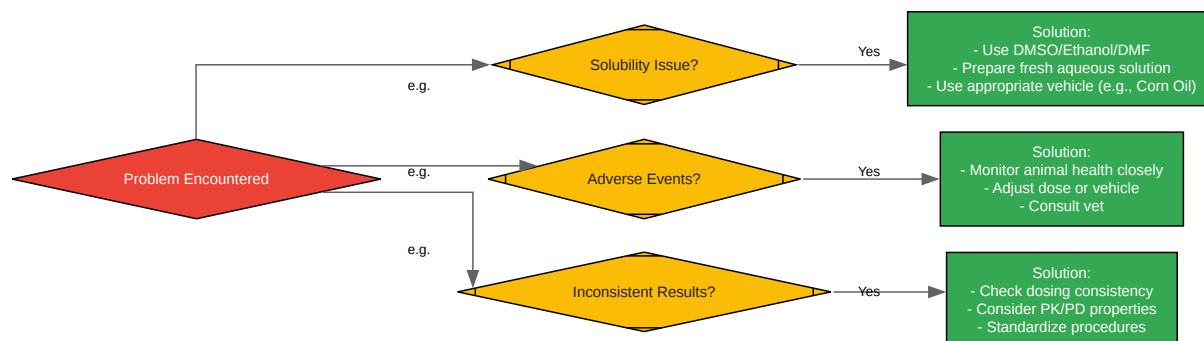 Problem Encountered
e.g.
Solubility Issue?
Yes
Solution:
- Use DMSO/Ethanol/DMF
- Prepare fresh aqueous solution
- Use appropriate vehicle (e.g., Corn Oil)
e.g.
Adverse Events?
Yes
Solution:
- Monitor animal health closely
- Adjust dose or vehicle
- Consult vet
e.g.
Inconsistent Results?
Yes
Solution:
- Check dosing consistency
- Consider PK/PD properties
- Standardize procedures